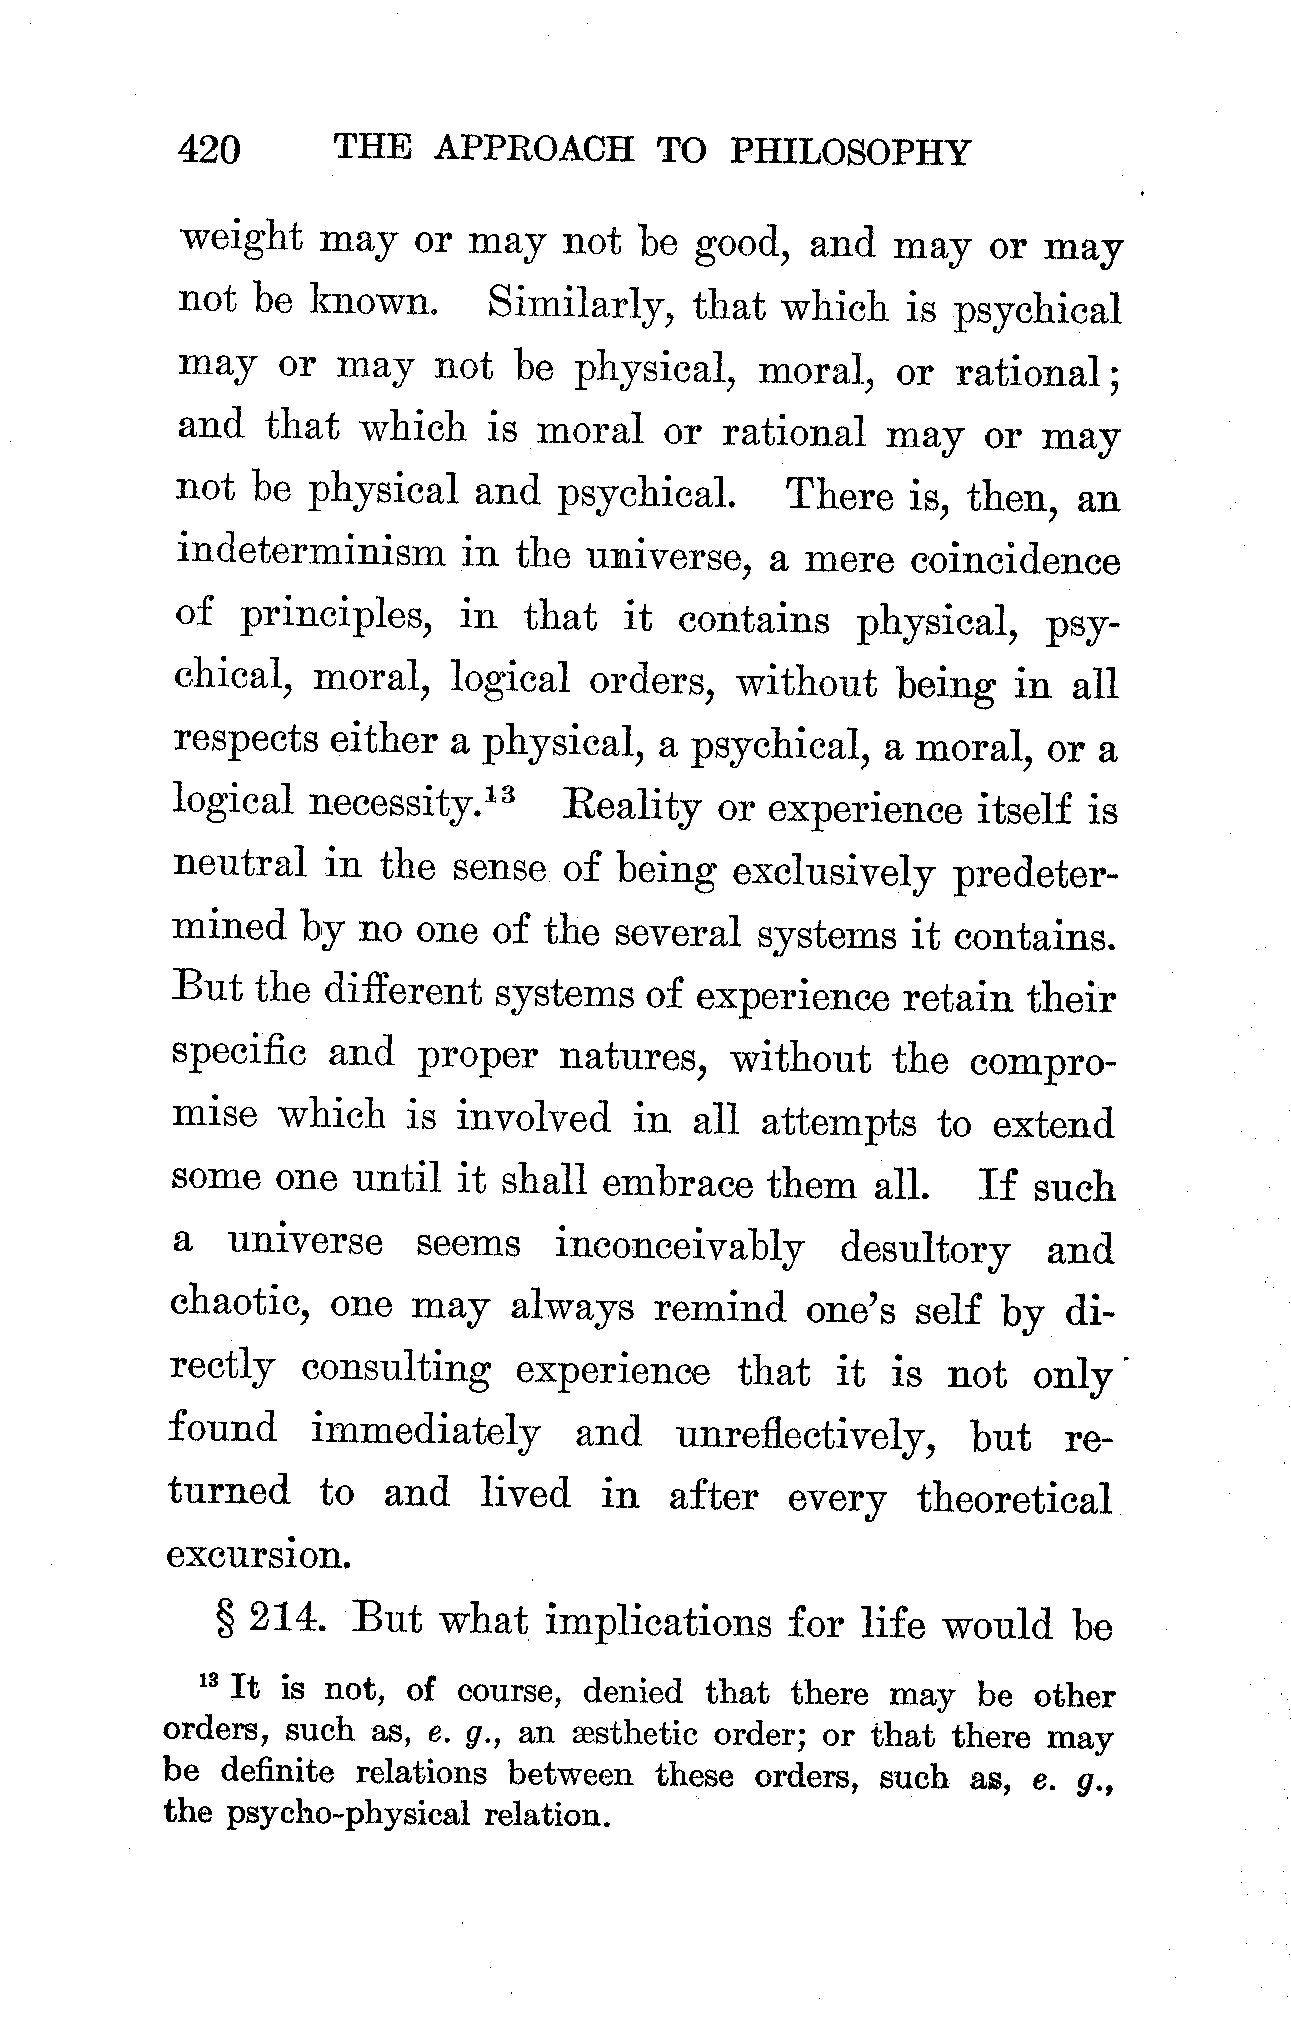 420 THE APPROACH TO PHILOSOPHY
weight may or may not be good, and may or may
not be known. Similarly, that which is psychical
may or may not be physical, moral, or rational;
and that which is moral or rational may or may
not be physical and psychical. There is, then, an
indeterminism in the universe, a mere coincidence
of principles, in that it contains physical, psy-
chical, moral, logical orders, without being in all
respects either a physical, a psychical, a moral, or a
logical necessity.¹³ Reality or experience itself is
neutral in the sense of being exclusively predeter-
mined by no one of the several systems it contains.
But the different systems of experience retain their
specific and proper natures, without the compro-
mise which is involved in all attempts to extend
some one until it shall embrace them all. If such
a universe seems inconceivably desultory and
chaotic, one may always remind one's self by di-
rectly consulting experience that it is not only
found immediately and unreflectively, but re-
turned to and lived in after every theoretical
excursion.
§ 214. But what implications for life would be
¹³ It is not, of course, denied that there may be other
orders, such as, e. g., an æsthetic order; or that there may
be definite relations between these orders, such as, e. g.,
the psycho-physical relation.